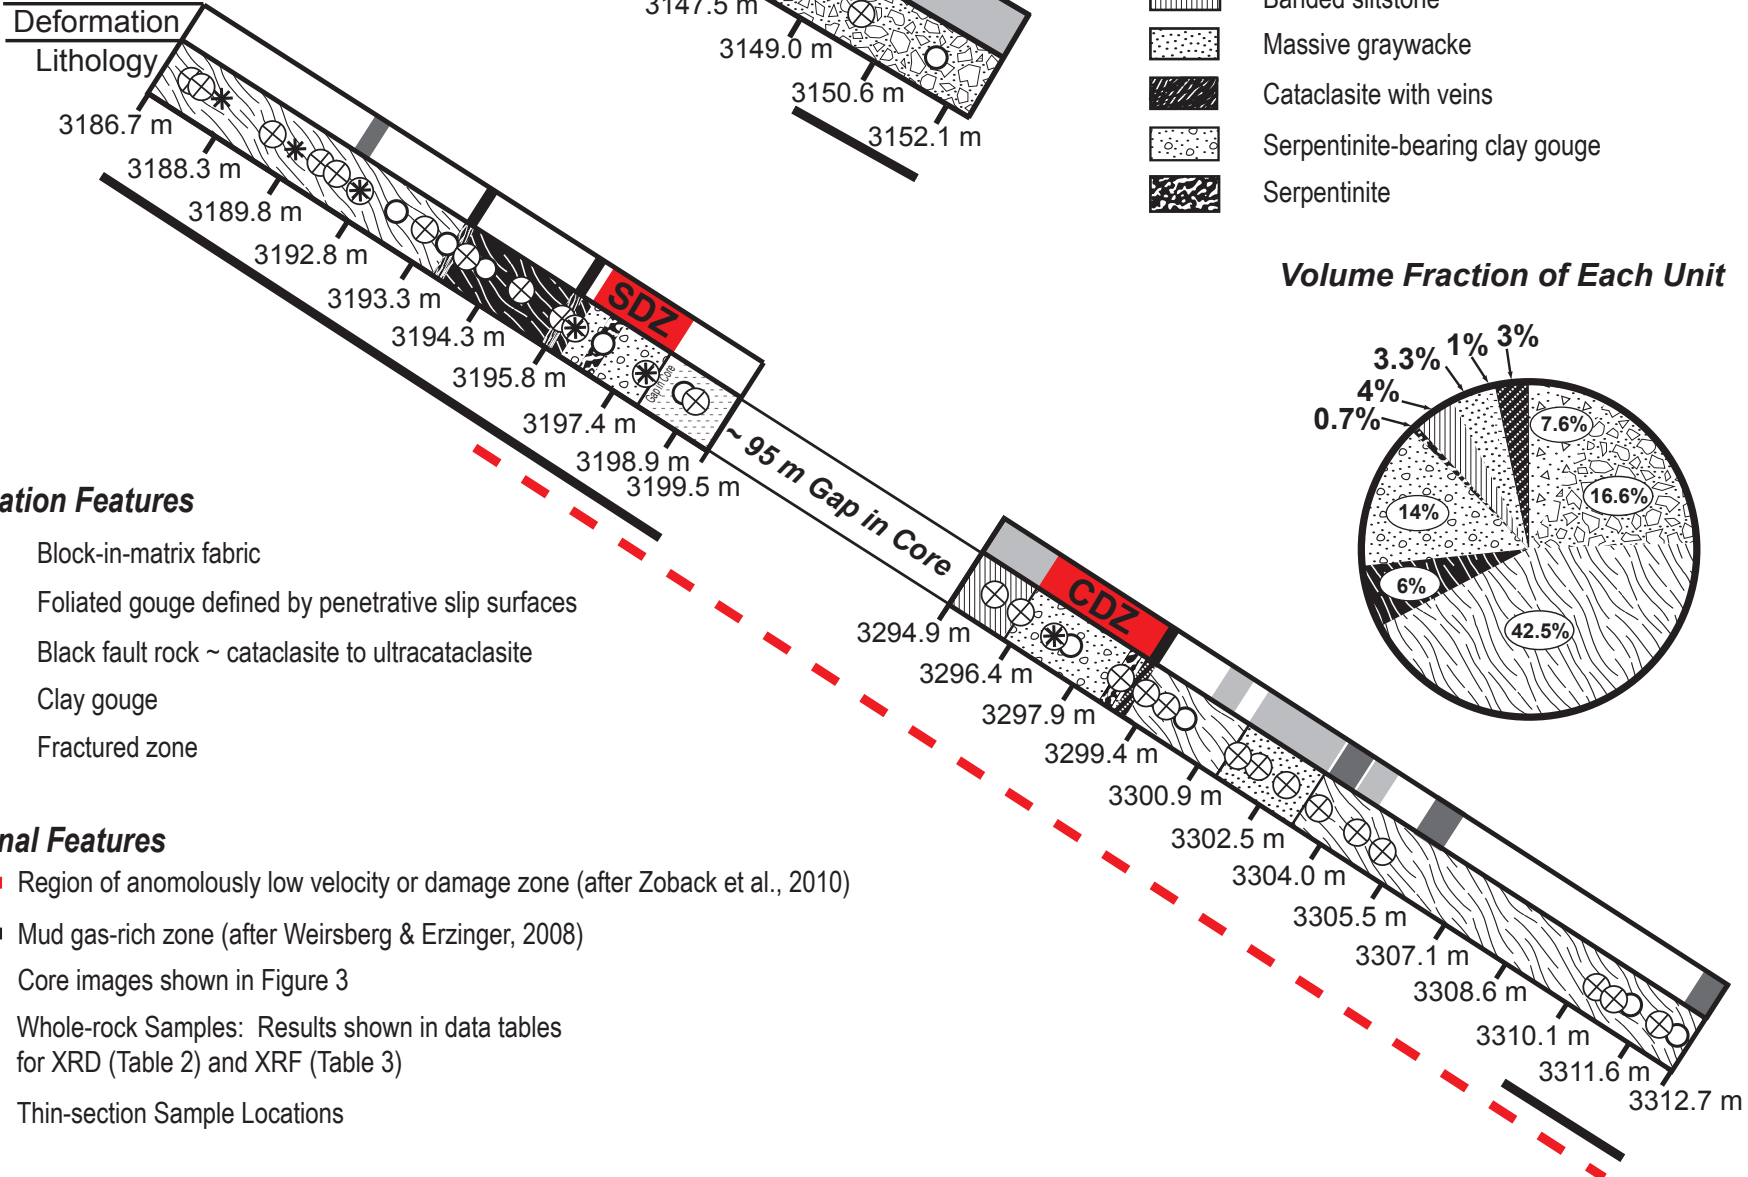 Deformation
Lithology
3147.5 m
3149.0 m
3150.6 m
3152.1 m
Banded siltstone
Massive graywacke
Cataclasite with veins
Serpentinite-bearing clay gouge
Serpentinite
3186.7 m
3188.3 m
3189.8 m
3192.8 m
3193.3 m
3194.3 m
3195.8 m
3197.4 m
3198.9 m
3199.5 m
SDZ
Gap in Core
~ 95 m Gap in Core
Volume Fraction of Each Unit
0.7%
4%
3.3%
1%
3%
7.6%
16.6%
14%
6%
42.5%
ation Features
Block-in-matrix fabric
Foliated gouge defined by penetrative slip surfaces
Black fault rock ~ cataclasite to ultracataclasite
Clay gouge
Fractured zone
CDZ
3294.9 m
3296.4 m
3297.9 m
3299.4 m
3300.9 m
3302.5 m
3304.0 m
3305.5 m
3307.1 m
3308.6 m
3310.1 m
3311.6 m
3312.7 m
nal Features
Region of anomolously low velocity or damage zone (after Zoback et al., 2010)
Mud gas-rich zone (after Weirsberg & Erzinger, 2008)
Core images shown in Figure 3
Whole-rock Samples: Results shown in data tables
for XRD (Table 2) and XRF (Table 3)
Thin-section Sample Locations